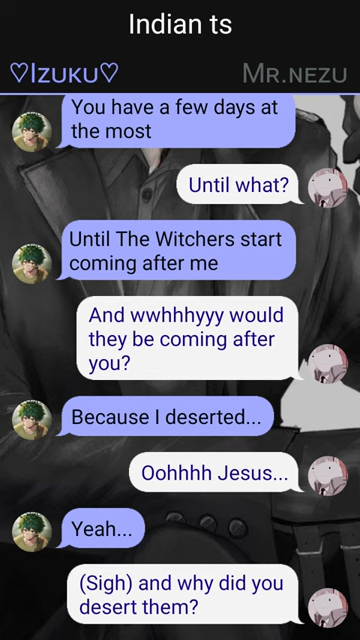 Indian ts
♡Izuku♡
Mr.nezu
You have a few days at
the most
Until what?
Until The Witchers start
coming after me
And wwhhhyyy would
they be coming after
you?
Because I deserted...
Oohhhh Jesus...
Yeah...
(Sigh) and why did you
desert them?